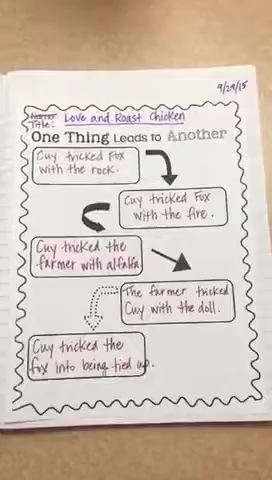 9/29/15
Name:
Title: Love and Roast Chicken
One Thing Leads to Another
Cuy tricked Fox
with the rock.
Cuy tricked Fox
with the fire.
Cuy tricked the
farmer with alfalfa.
The farmer tricked
Cuy with the doll.
Cuy tricked the
fox into being tied up.